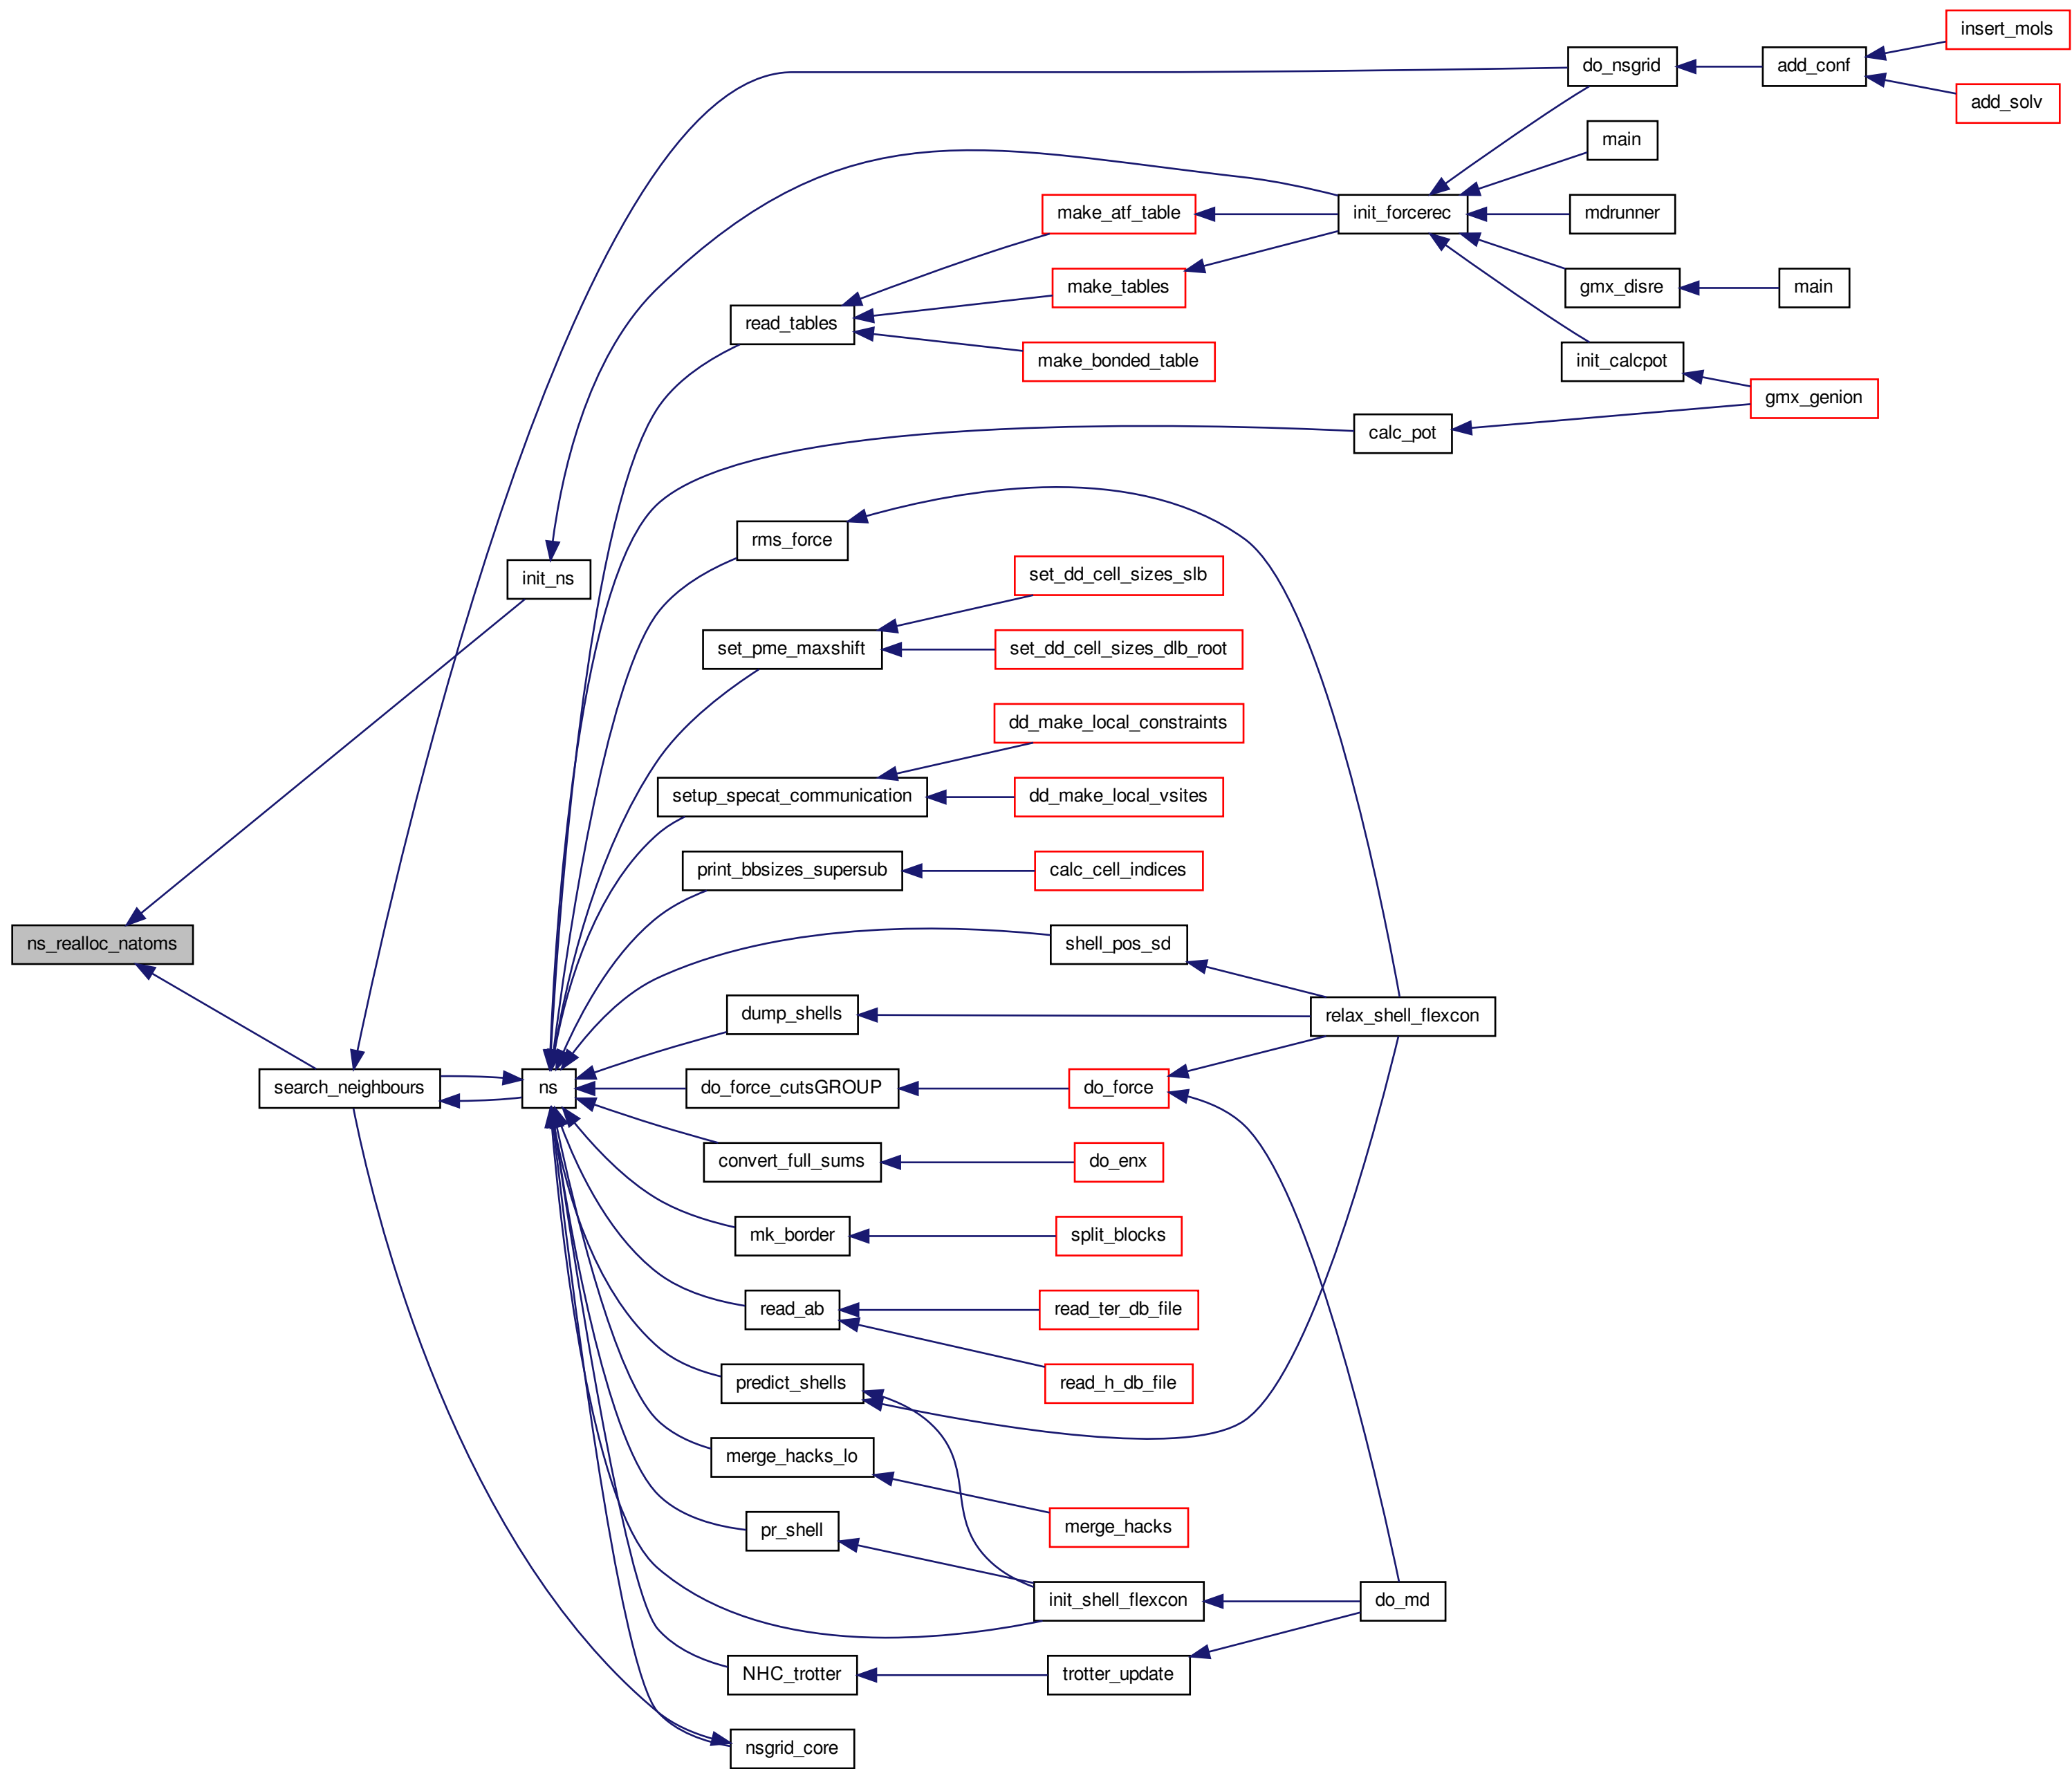 insert_mols
do_nsgrid
add_conf
add_solv
main
make_atf_table
init_forcerec
mdrunner
make_tables
gmx_disre
main
read_tables
make_bonded_table
init_calcpot
gmx_genion
calc_pot
rms_force
init_ns
set_dd_cell_sizes_slb
set_pme_maxshift
set_dd_cell_sizes_dlb_root
dd_make_local_constraints
setup_specat_communication
dd_make_local_vsites
print_bbsizes_supersub
calc_cell_indices
ns_realloc_natoms
shell_pos_sd
dump_shells
relax_shell_flexcon
search_neighbours
ns
do_force_cutsGROUP
do_force
convert_full_sums
do_enx
mk_border
split_blocks
read_ab
read_ter_db_file
predict_shells
read_h_db_file
merge_hacks_lo
pr_shell
merge_hacks
init_shell_flexcon
do_md
NHC_trotter
trotter_update
nsgrid_core